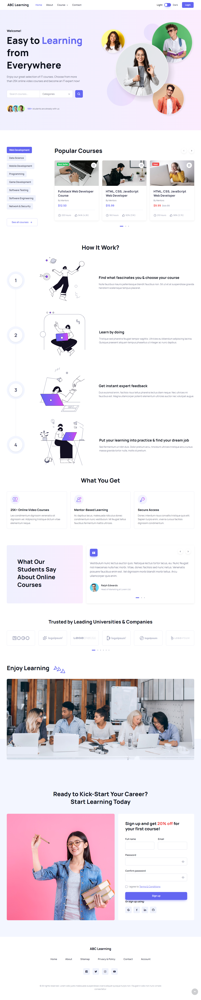 ABC Learning
Home
About
Course
Contact
Light
Dark
Login
Welcome!
Easy to Learning
from
Everywhere
Enjoy our great selection of IT courses. Choose from more
than 25K online video courses and become an IT expert now!
Search courses...
Categories
10K+ students are already with us
Web Development
Data Science
Mobile Development
Programming
Game Development
Software Testing
Software Engineering
Network & Security
See all courses
Popular Courses
Best Seller
Fullstack Web Developer
Course
By Mentors
$12.50
220 hours
94% (4.2K)
HTML, CSS, JavaScript
Web Developer
By Mentors
$15.99
160 hours
92% (3.1K)
Sale!
HTML, CSS, JavaScript
Web Developer
By Mentors
$9.99 $44.99
210 hours
98% (2.7K)
How It Work?
1
Find what fascinates you & choose your course
Nulla faucibus mauris pellentesque blandit faucibus non. Sit ut et at suspendisse gravida
hendrerit scelerisque tempus placerat.
2
Learn by doing
Tristique sed pharetra feugiat tempor sagittis. Ultricies eu bibendum adipiscing lacinia.
Quisque praesent aliquam tempus phasellus ut integer ac nunc dapibus.
3
Get instant expert feedback
Duis euismod enim, facilisis risus tellus pharetra lectus diam neque. Nec ultrices mi
faucibus est. Magna ullamcorper potenti elementum ultricies auctor nec volutpat augue.
4
Put your learning into practice & find your dream job
Sed fermentum ut nibh duis. Dolor pretium arcu, tincidunt ultrices tristique arcu cursus
massa gravida tortor nulla, mollis id pretium.
What You Get
25K+ Online Video Courses
Leo condimentum dignissim venenatis sit
dignissim vel. Adipiscing tristique dictum vitae
elementum neque.
Mentor-Based Learning
Ac dapibus lacus, malesuada ridiculus donec
condimentum nunc vestibulum. Mi feugiat tellus
faucibus fermentum mattis ultrices.
Secure Access
Donec interdum risus convallis tristique quis elit.
Sapien turpis enim, viverra cursus facilisis
dignissim condimentum.
What Our
Students Say
About Online
Courses
Vestibulum nunc lectus auctor quis. Natoque lectus tortor lacus, eu. Nunc feugiat
nisl maecenas nulla hac morbi. Vitae, donec facilisis sed nunc netus. Venenatis
posuere faucibus enim est. Vel dignissim morbi blandit morbi tellus. Arcu
ullamcorper quis enim.
Ralph Edwards
Head of Marketing at Lorem Ltd.
Trusted by Leading Universities & Companies
LOGO
logoipsum
LOGO
logoipsum
logoipsum
LOGOIPSUM
Enjoy Learning
Ready to Kick-Start Your Career?
Start Learning Today
Sign up and get 20% off for
your first course!
Full name
Email
Password
Confirm password
I agree to Terms & Conditions
Sign up
Or sign up using:
ABC Learning
Home
About
Sitemap
Privacy & Policy
Contact
Account
© All rights reserved. Lorem odio justo malesuada suspendisse viverra aliquet quisque turpis non. Feugiat in odio non nunc ornare
consectetur.